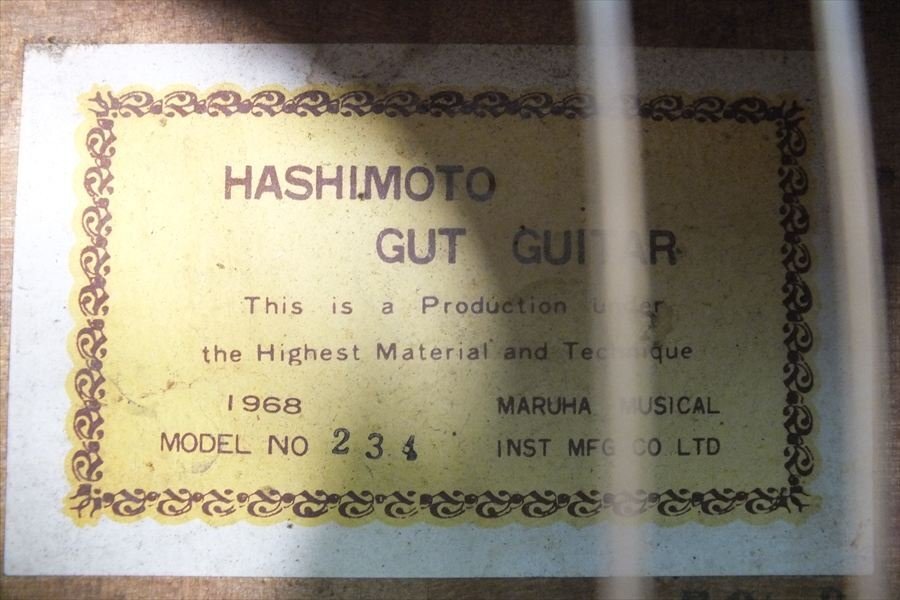 HASHIMOTO
GUT GUITAR
This is a Production under
the Highest Material and Technique
1968 MARUHA MUSICAL
MODEL NO 234 INST MFG CO LTD